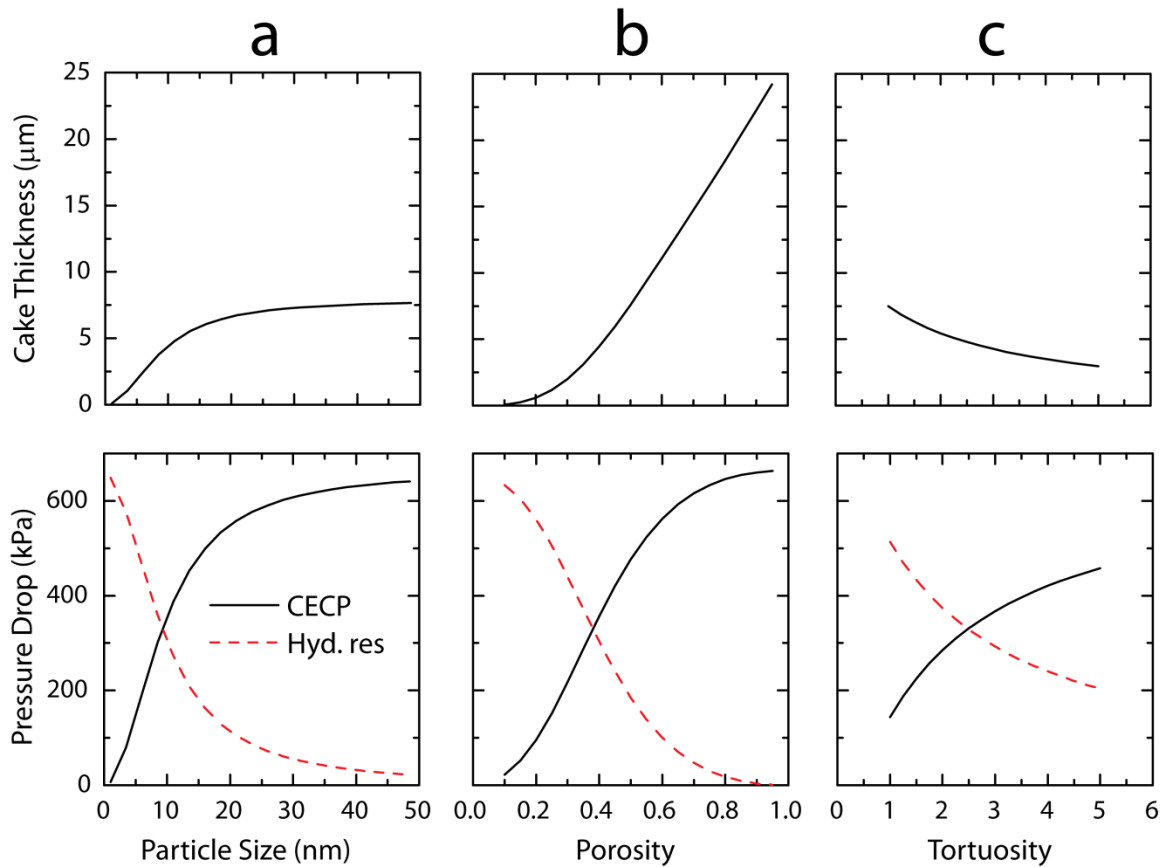 a
b
c
25
20
15
10
5
0
Cake Thickness (μm)
600
400
200
0
Pressure Drop (kPa)
CECP
Hyd. res
0 10 20 30 40 50
0.0 0.2 0.4 0.6 0.8 1.0
0 1 2 3 4 5 6
Particle Size (nm)
Porosity
Tortuosity